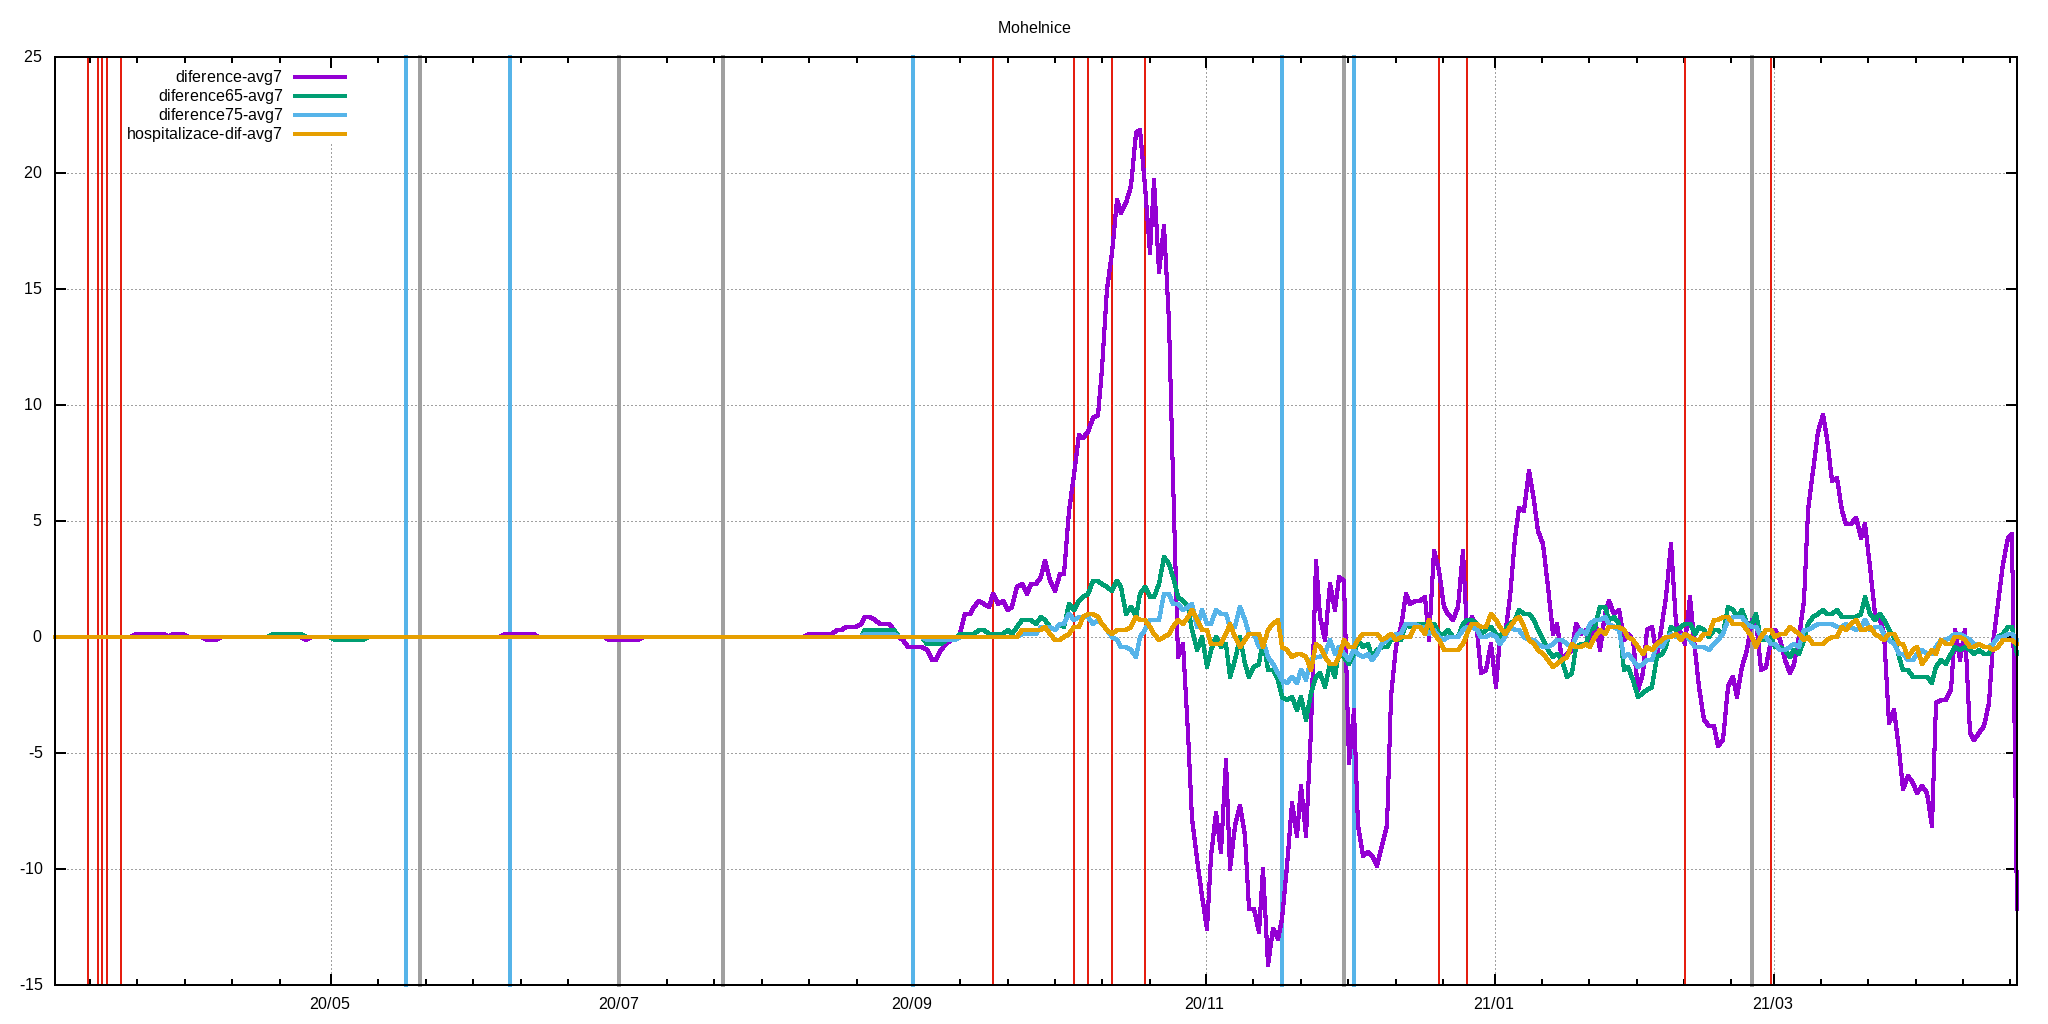 Mohelnice
25
diference-avg7
diference65-avg7
diference75-avg7
hospitalizace-dif-avg7
20
15
10
5
0
-5
-10
-15
20/05 20/07 20/09 20/11 21/01 21/03